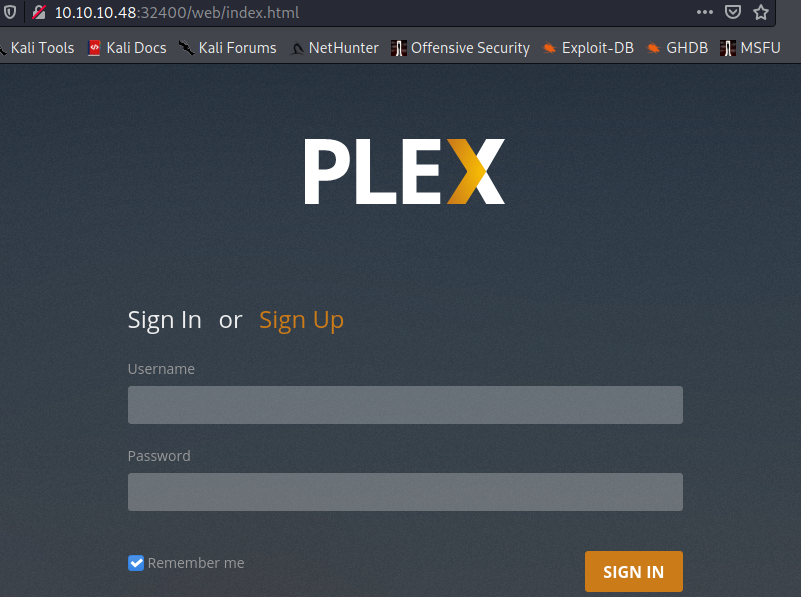 10.10.10.48:32400/web/index.html
Kali Tools Kali Docs Kali Forums NetHunter Offensive Security Exploit-DB GHDB MSFU
PLEX
Sign In or Sign Up
Username
Password
Remember me
SIGN IN